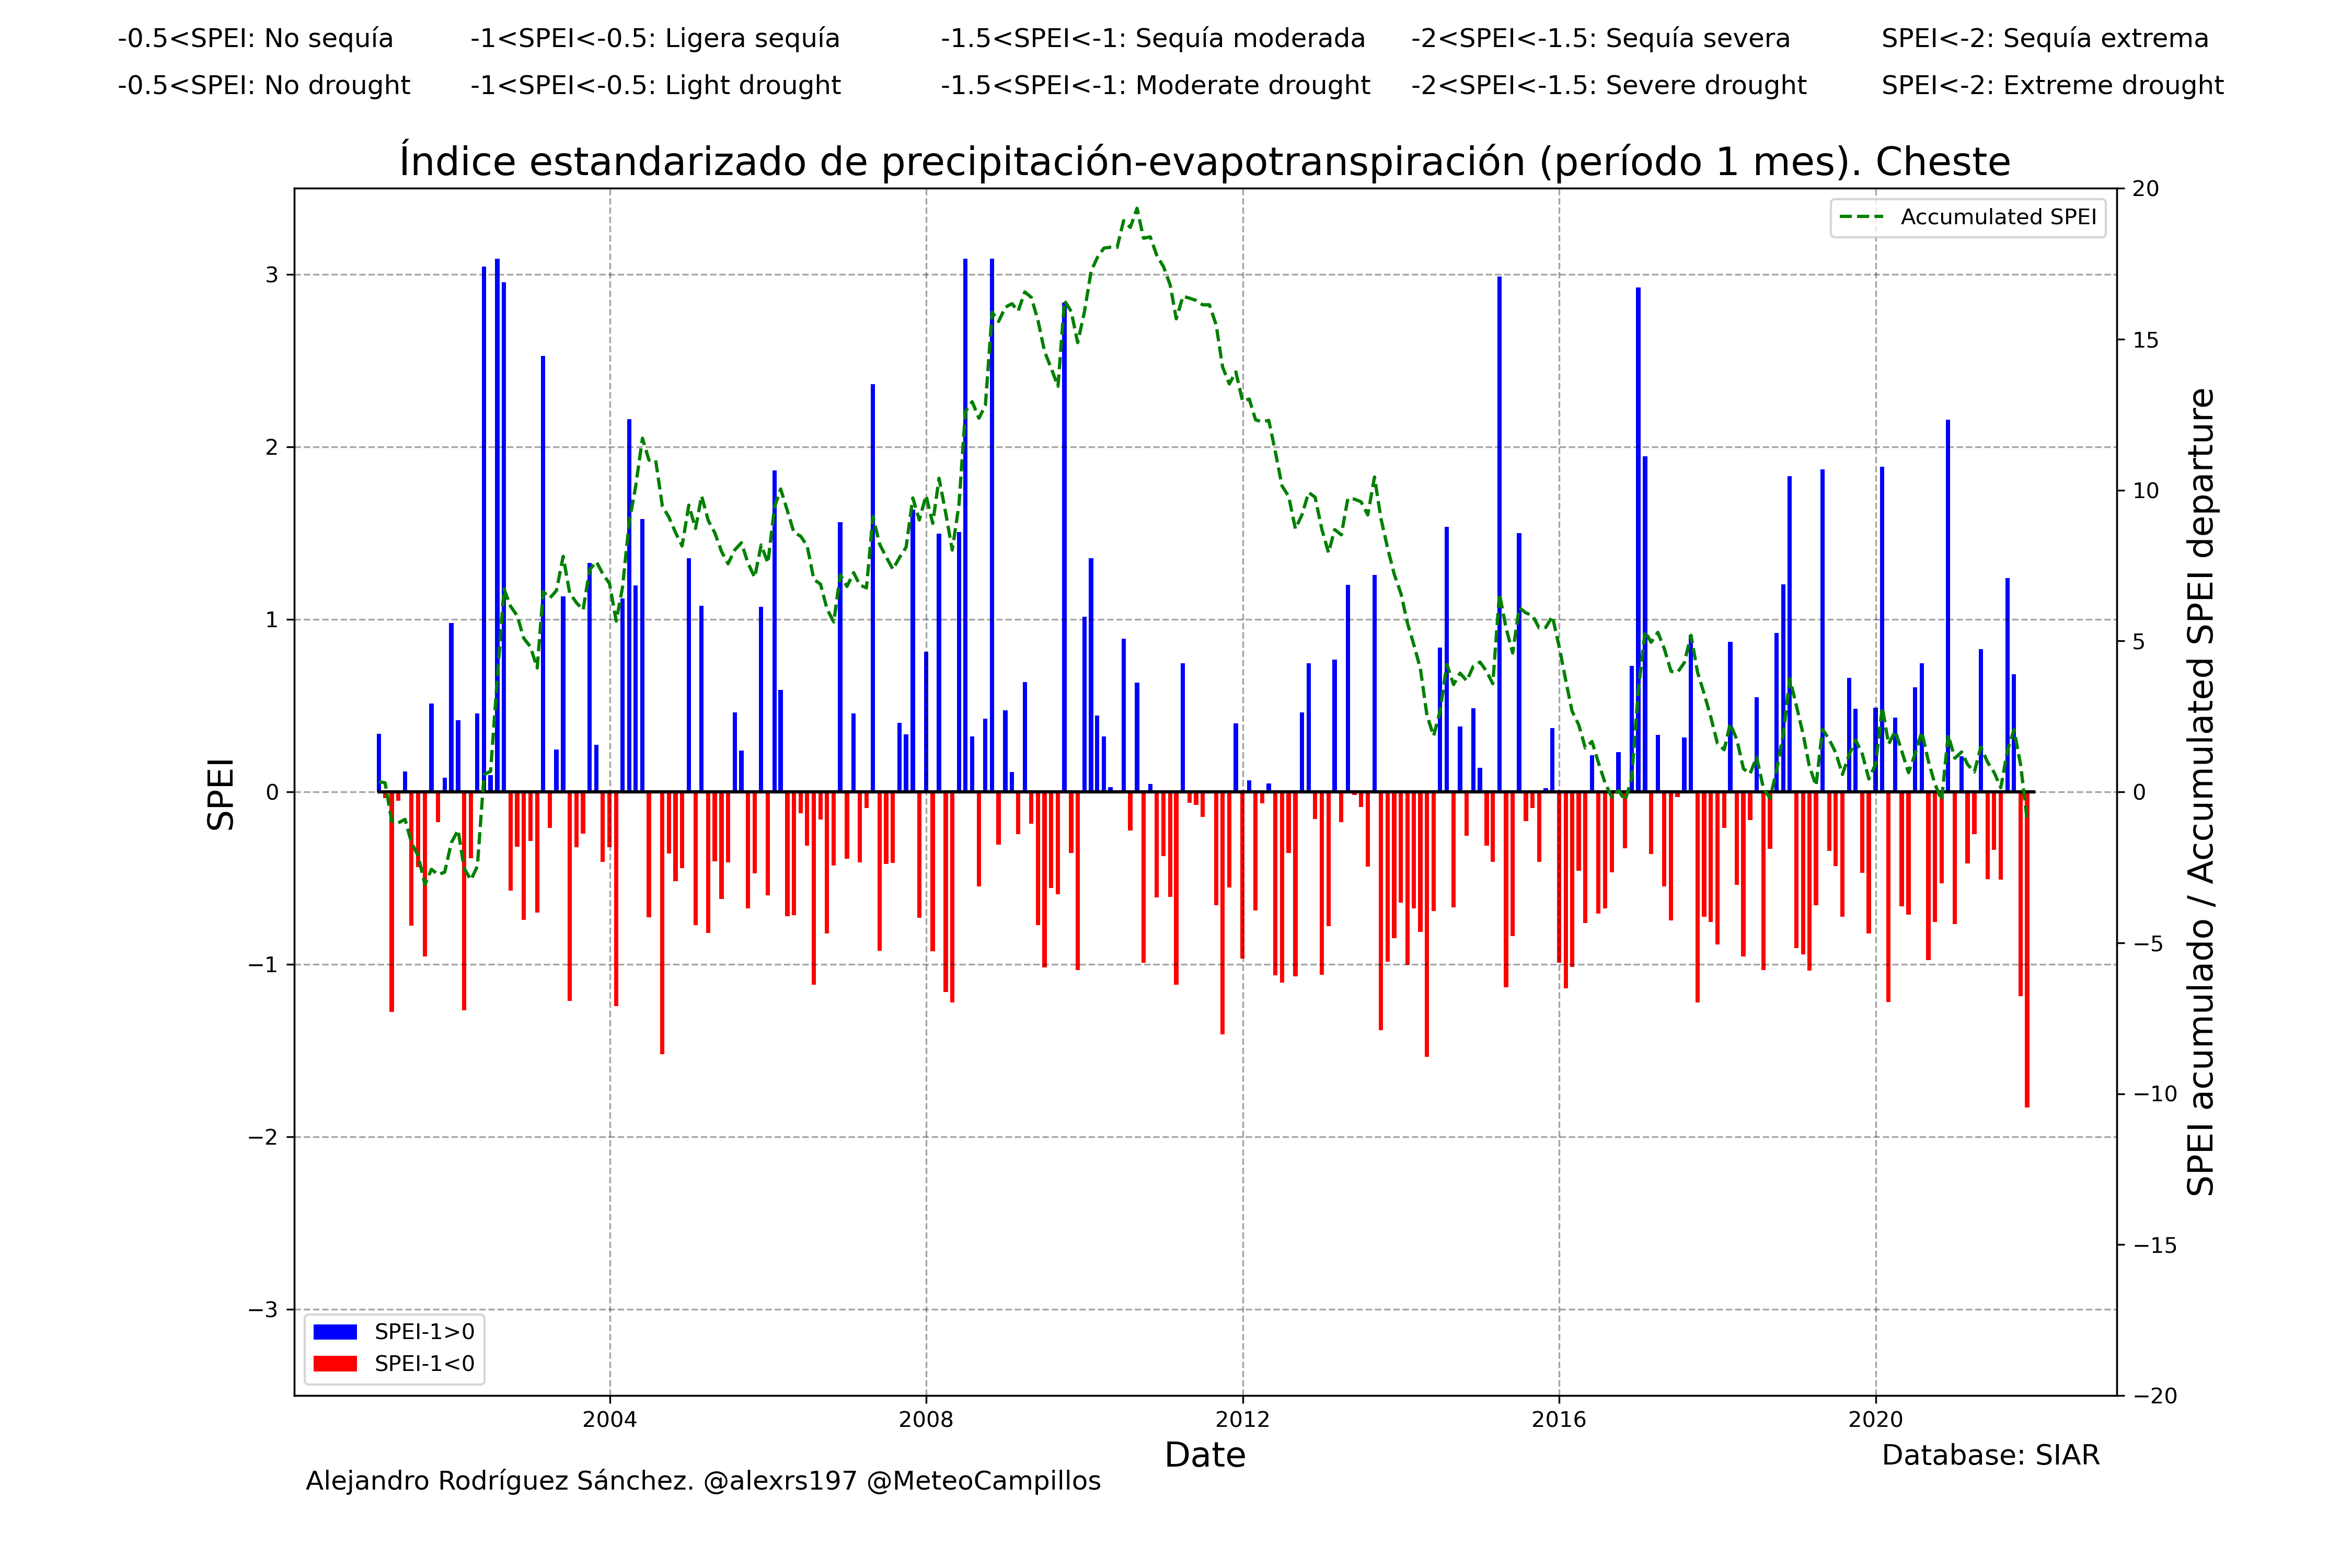 -0.5<SPEI: No sequía -1<SPEI<-0.5: Ligera sequía -1.5<SPEI<-1: Sequía moderada -2<SPEI<-1.5: Sequía severa SPEI<-2: Sequía extrema
-0.5<SPEI: No drought -1<SPEI<-0.5: Light drought -1.5<SPEI<-1: Moderate drought -2<SPEI<-1.5: Severe drought SPEI<-2: Extreme drought
Índice estandarizado de precipitación-evapotranspiración (período 1 mes). Cheste
Accumulated SPEI
SPEI
3
2
1
0
−1
−2
−3
20
15
10
5
0
−5
−10
−15
−20
SPEI acumulado / Accumulated SPEI departure
SPEI-1>0
SPEI-1<0
2004 2008 2012 2016 2020
Date
Database: SIAR
Alejandro Rodríguez Sánchez. @alexrs197 @MeteoCampillos